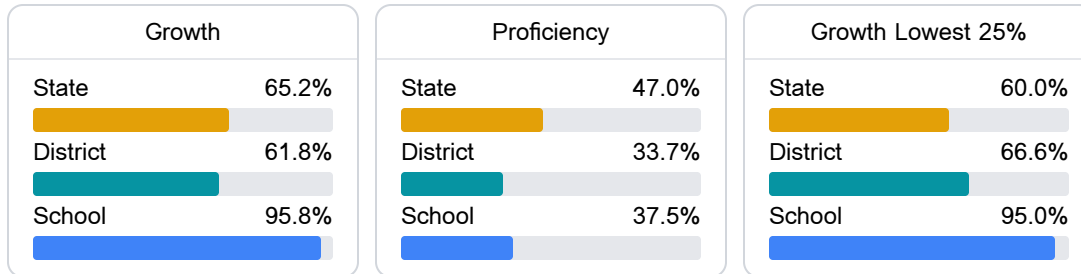 Growth
State 65.2%
District 61.8%
School 95.8%
Proficiency
State 47.0%
District 33.7%
School 37.5%
Growth Lowest 25%
State 60.0%
District 66.6%
School 95.0%